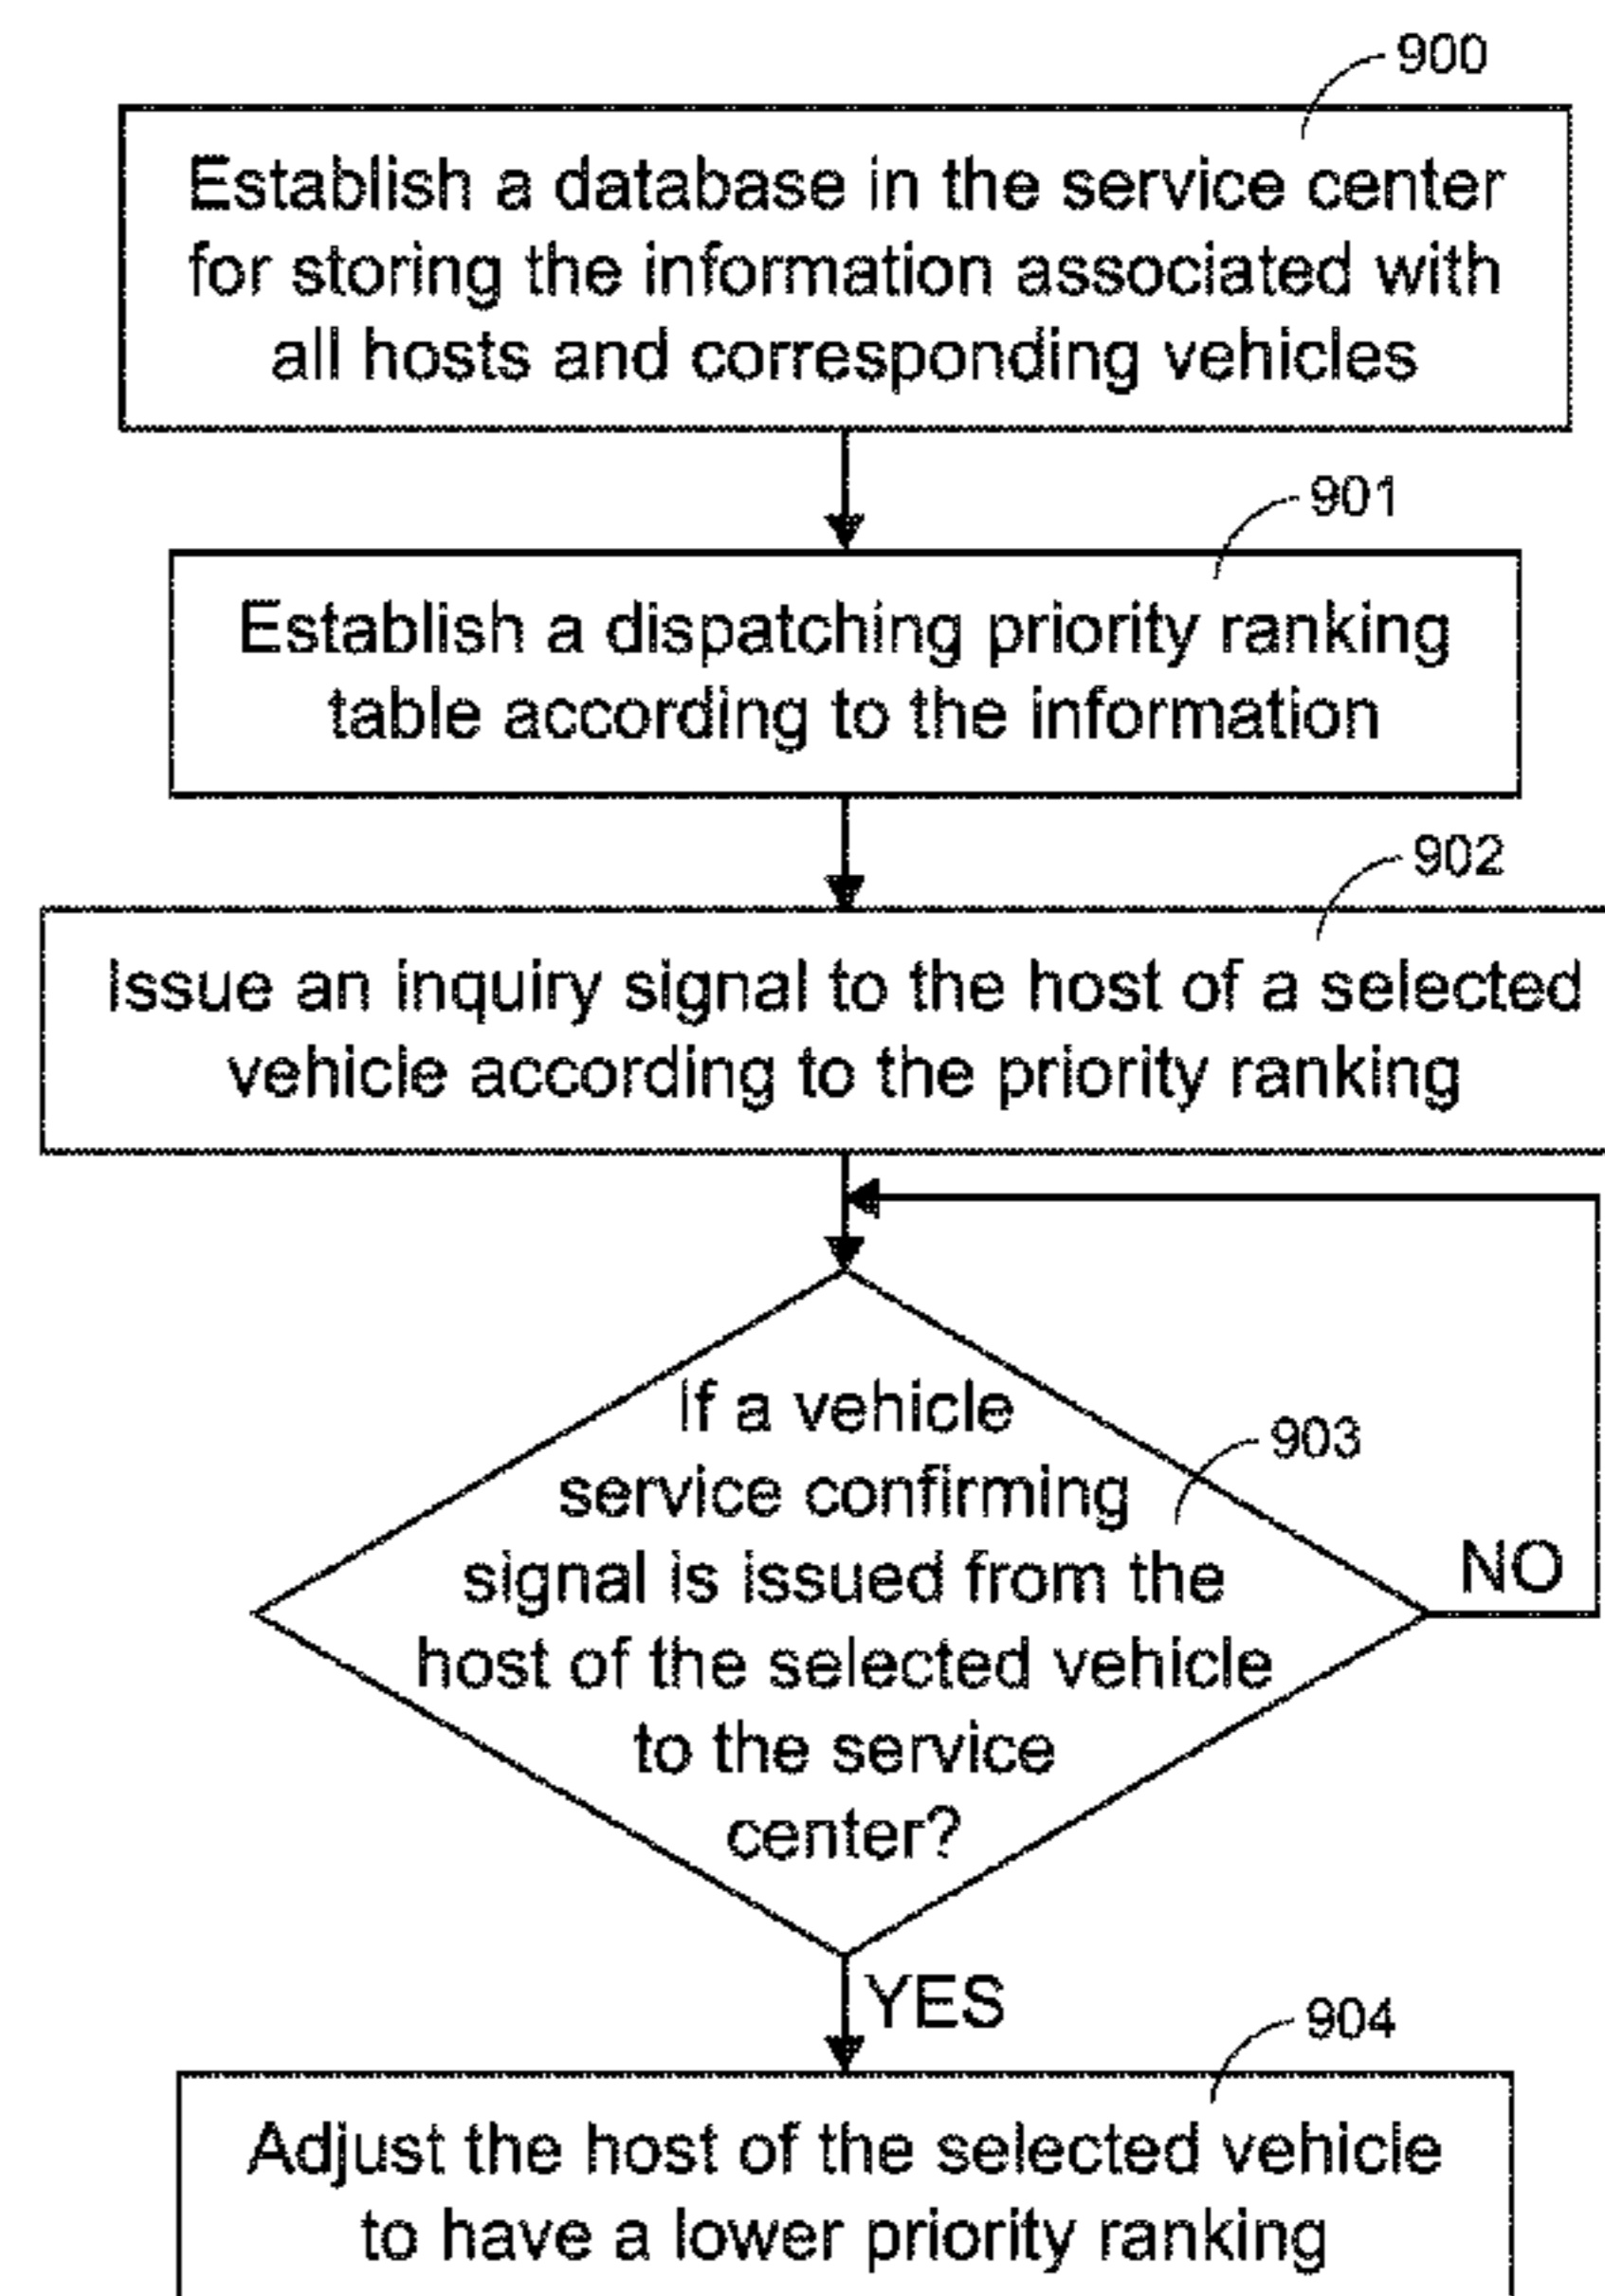 900
Establish a database in the service center
for storing the information associated with
all hosts and corresponding vehicles
901
Establish a dispatching priority ranking
table according to the information
902
Issue an inquiry signal to the host of a selected
vehicle according to the priority ranking
If a vehicle
service confirming
903
signal is issued from the
NO
host of the selected vehicle
to the service
center?
YES
904
Adjust the host of the selected vehicle
to have a lower priority ranking